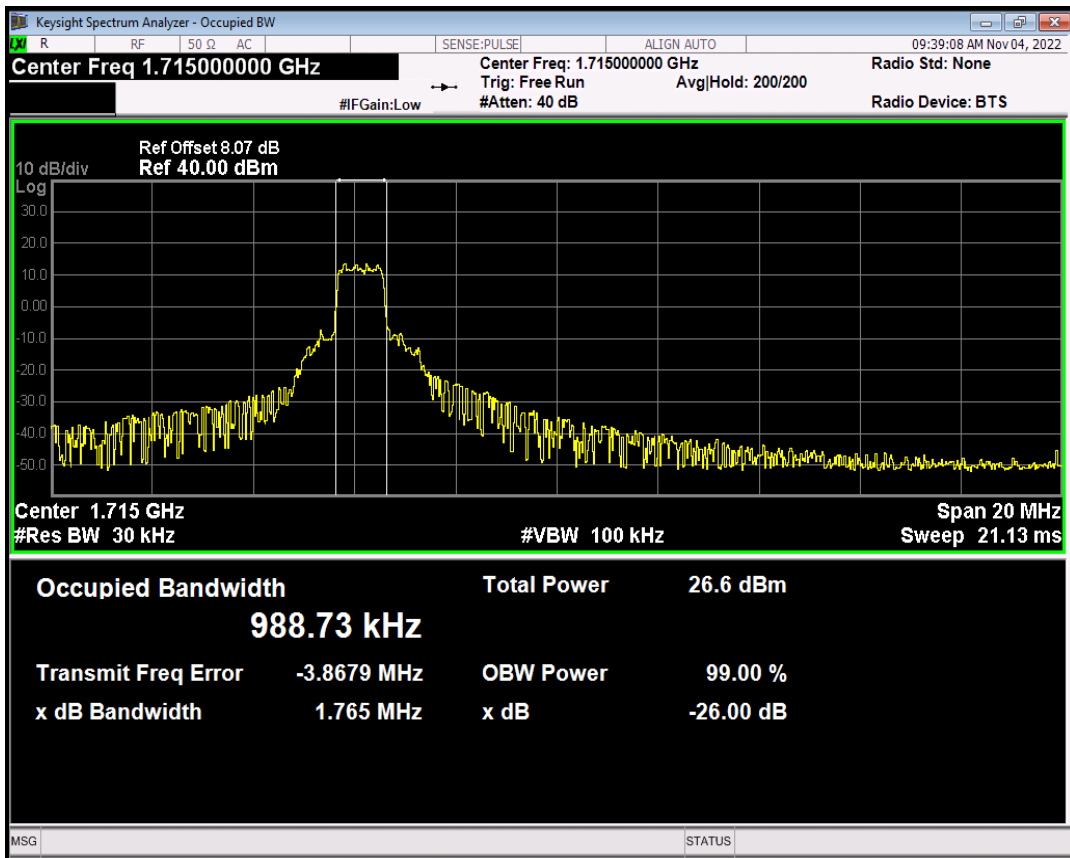 Keysight Spectrum Analyzer - Occupied BW
LXI R RF 50 Ω AC SENSE:PULSE ALIGN AUTO 09:39:08 AM Nov 04, 2022
Center Freq 1.715000000 GHz Center Freq: 1.715000000 GHz Radio Std: None
Trig: Free Run Avg|Hold: 200/200
#IFGain:Low #Atten: 40 dB Radio Device: BTS
Ref Offset 8.07 dB
10 dB/div Ref 40.00 dBm
Log
30.0
20.0
10.0
0.00
-10.0
-20.0
-30.0
-40.0
-50.0
Center 1.715 GHz Span 20 MHz
#Res BW 30 kHz #VBW 100 kHz Sweep 21.13 ms
Occupied Bandwidth Total Power 26.6 dBm
988.73 kHz
Transmit Freq Error -3.8679 MHz OBW Power 99.00 %
x dB Bandwidth 1.765 MHz x dB -26.00 dB
MSG STATUS